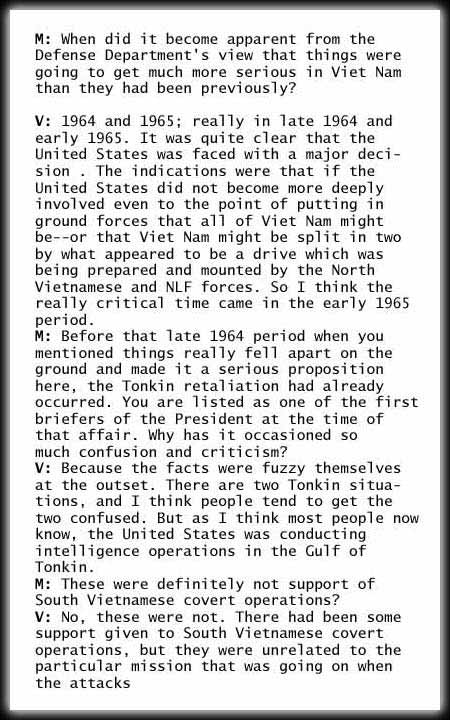 M: When did it become apparent from the
Defense Department's view that things were
going to get much more serious in Viet Nam
than they had been previously?
V: 1964 and 1965; really in late 1964 and
early 1965. It was quite clear that the
United States was faced with a major deci-
sion . The indications were that if the
United States did not become more deeply
involved even to the point of putting in
ground forces that all of Viet Nam might
be--or that Viet Nam might be split in two
by what appeared to be a drive which was
being prepared and mounted by the North
Vietnamese and NLF forces. So I think the
really critical time came in the early 1965
period.
M: Before that late 1964 period when you
mentioned things really fell apart on the
ground and made it a serious proposition
here, the Tonkin retaliation had already
occurred. You are listed as one of the first
briefers of the President at the time of
that affair. Why has it occasioned so
much confusion and criticism?
V: Because the facts were fuzzy themselves
at the outset. There are two Tonkin situa-
tions, and I think people tend to get the
two confused. But as I think most people now
know, the United States was conducting
intelligence operations in the Gulf of
Tonkin.
M: These were definitely not support of
South Vietnamese covert operations?
V: No, these were not. There had been some
support given to South Vietnamese covert
operations, but they were unrelated to the
particular mission that was going on when
the attacks